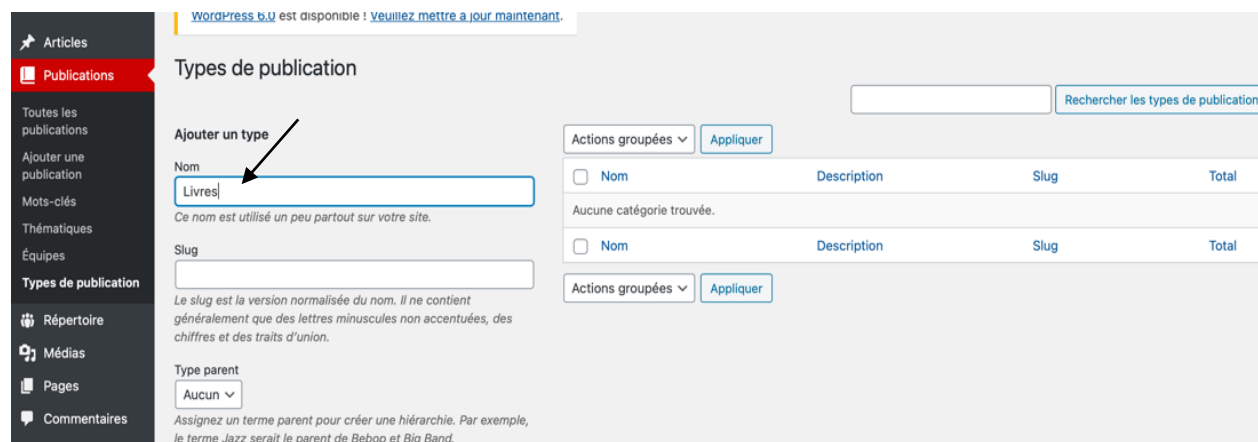 WordPress 6.0 est disponible ! Veuillez mettre à jour maintenant.
Articles
Publications
Toutes les
publications
Ajouter une
publication
Mots-clés
Thématiques
Équipes
Types de publication
Répertoire
Médias
Pages
Commentaires
Types de publication
Rechercher les types de publication
Ajouter un type
Nom
Livres
Ce nom est utilisé un peu partout sur votre site.
Slug
Le slug est la version normalisée du nom. Il ne contient
généralement que des lettres minuscules non accentuées, des
chiffres et des traits d’union.
Type parent
Aucun
Assignez un terme parent pour créer une hiérarchie. Par exemple,
le terme Jazz serait le parent de Bebop et Big Band.
Actions groupées Appliquer
Nom Description Slug Total
Aucune catégorie trouvée.
Nom Description Slug Total
Actions groupées Appliquer